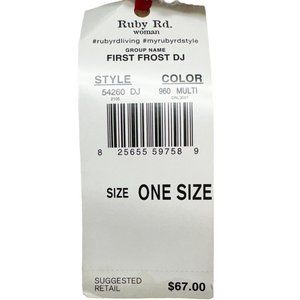 Ruby Rd.
woman
#rubyrdliving #myrubyrdstyle
GROUP NAME
FIRST FROST DJ
STYLE COLOR
54260 DJ 960 MULTI
8 25655 59758 9
SIZE ONE SIZE
SUGGESTED
RETAIL $67.00